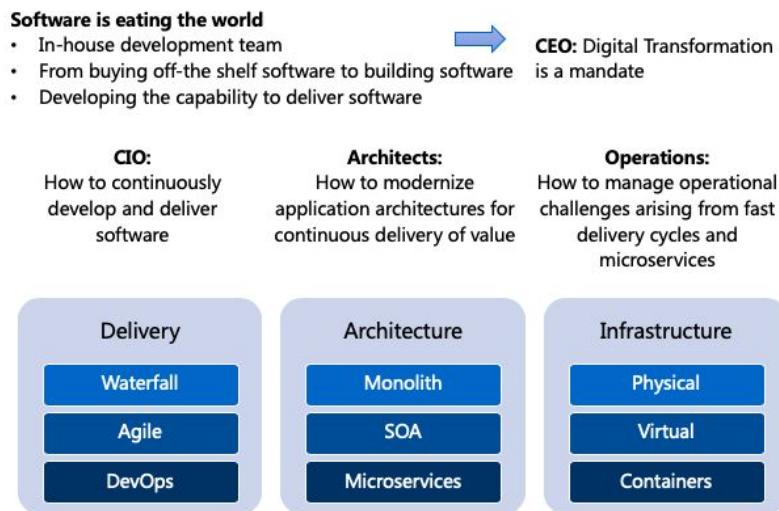 Software is eating the world
• In-house development team
• From buying off-the shelf software to building software
• Developing the capability to deliver software
CEO: Digital Transformation
is a mandate
CIO:
How to continuously
develop and deliver
software
Architects:
How to modernize
application architectures for
continuous delivery of value
Operations:
How to manage operational
challenges arising from fast
delivery cycles and
microservices
Delivery
Waterfall
Agile
DevOps
Architecture
Monolith
SOA
Microservices
Infrastructure
Physical
Virtual
Containers